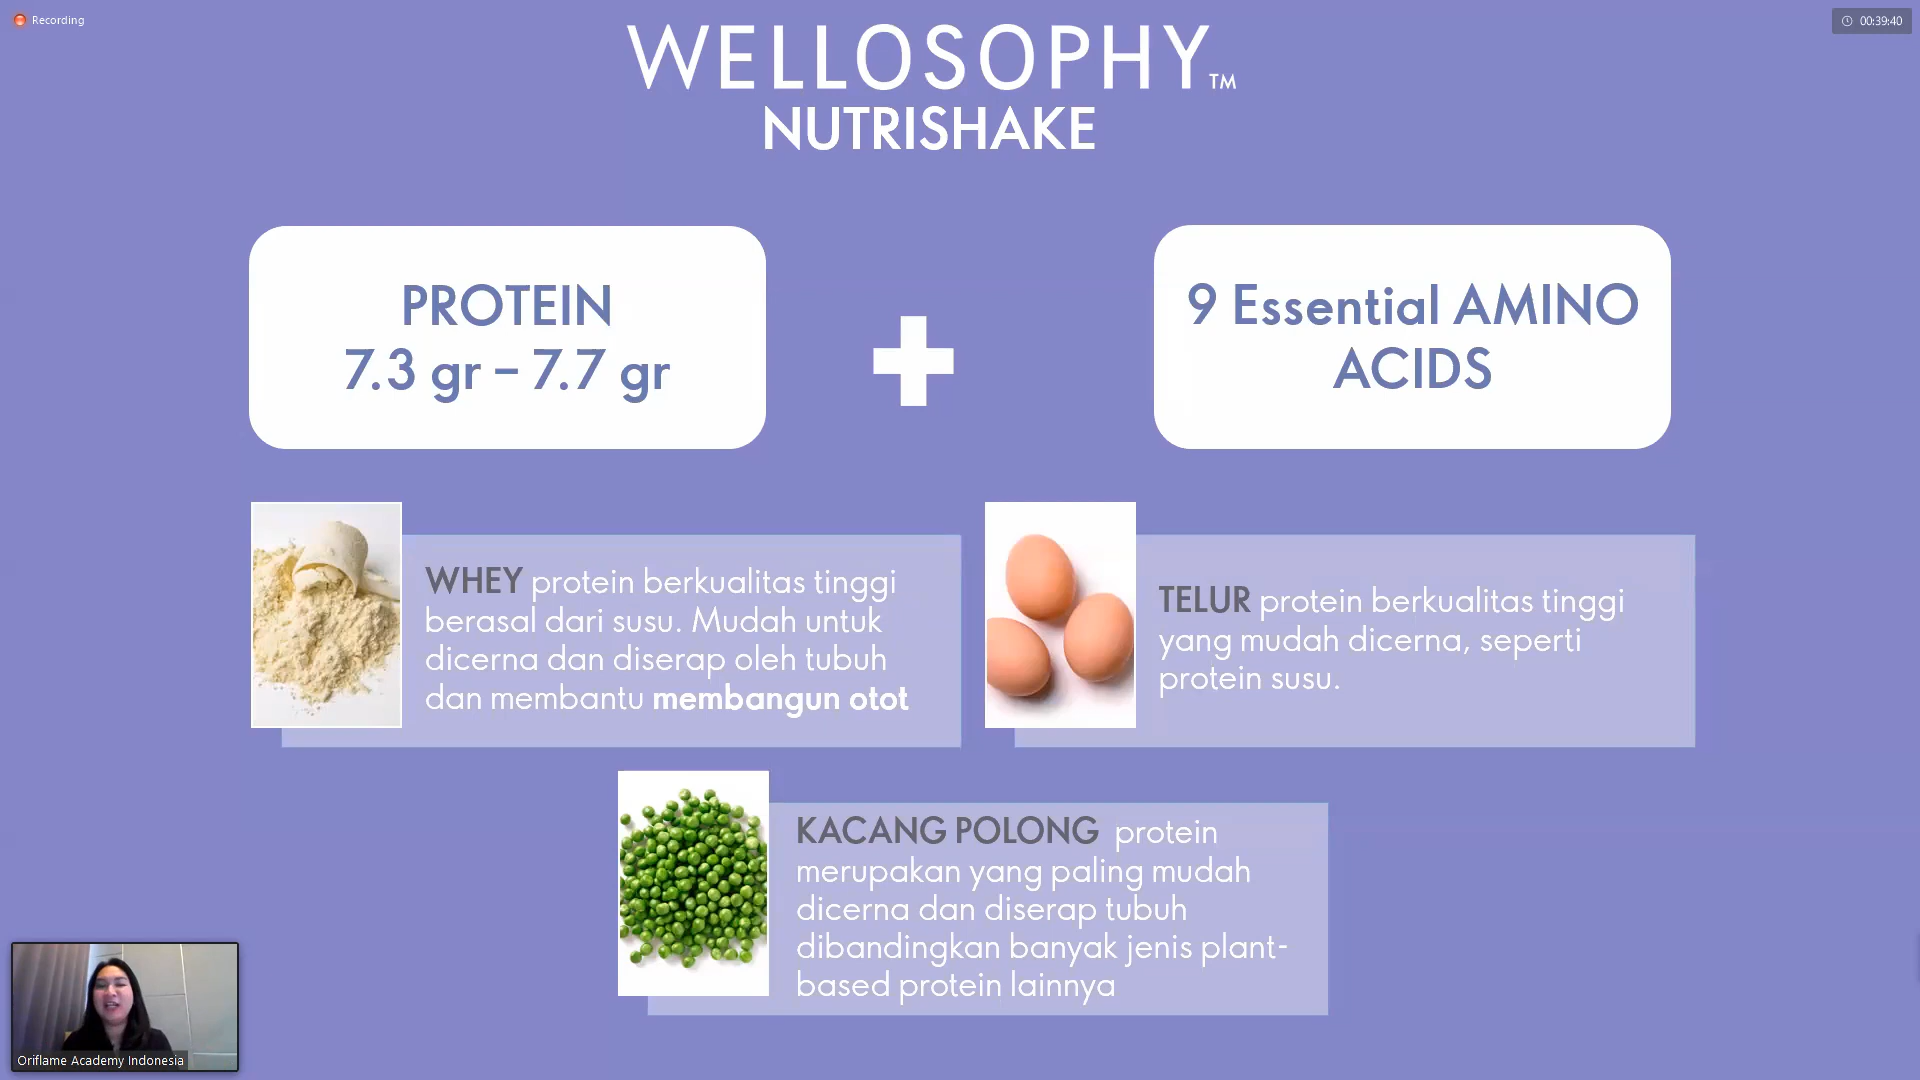 Recording
00:39:40
WELLOSOPHY™
NUTRISHAKE
PROTEIN
7.3 gr – 7.7 gr
9 Essential AMINO
ACIDS
WHEY protein berkualitas tinggi
berasal dari susu. Mudah untuk
dicerna dan diserap oleh tubuh
dan membantu membangun otot
TELUR protein berkualitas tinggi
yang mudah dicerna, seperti
protein susu.
KACANG POLONG protein
merupakan yang paling mudah
dicerna dan diserap tubuh
dibandingkan banyak jenis plant-
based protein lainnya
Oriflame Academy Indonesia